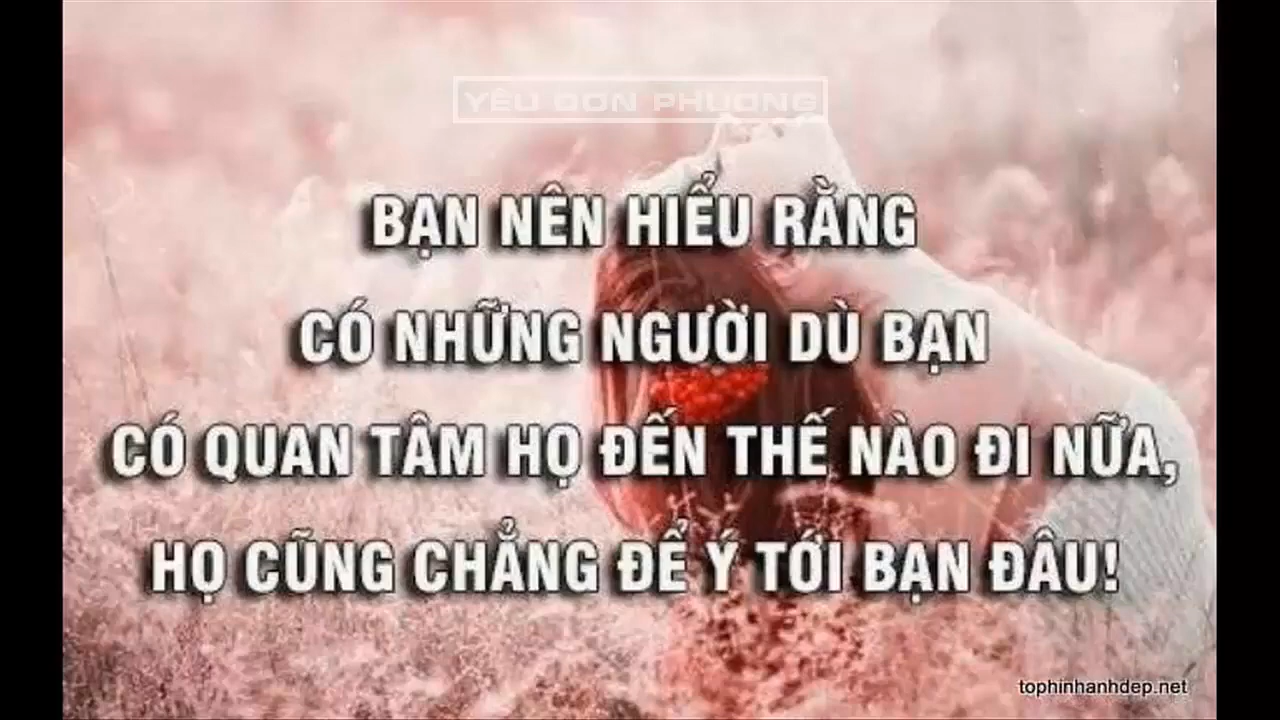 YÊU ĐƠN PHƯƠNG
BẠN NÊN HIỂU RẰNG
CÓ NHỮNG NGƯỜI DÙ BẠN
CÓ QUAN TÂM HỌ ĐẾN THẾ NÀO ĐI NỮA,
HỌ CŨNG CHẲNG ĐỂ Ý TỚI BẠN ĐÂU!
tophinhanhdep.net